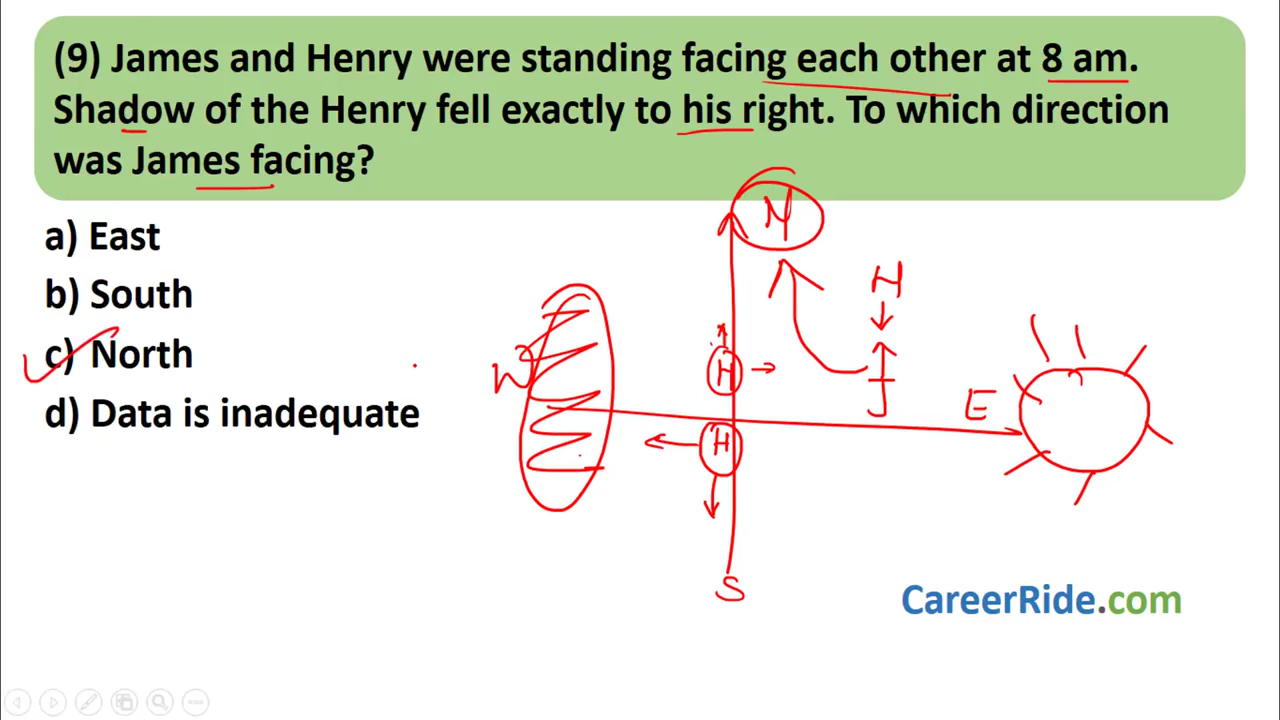 (9) James and Henry were standing facing each other at 8 am.
Shadow of the Henry fell exactly to his right. To which direction
was James facing?
a) East
b) South
c) North
d) Data is inadequate
N
H
H
W
J
E
H
S
CareerRide.com